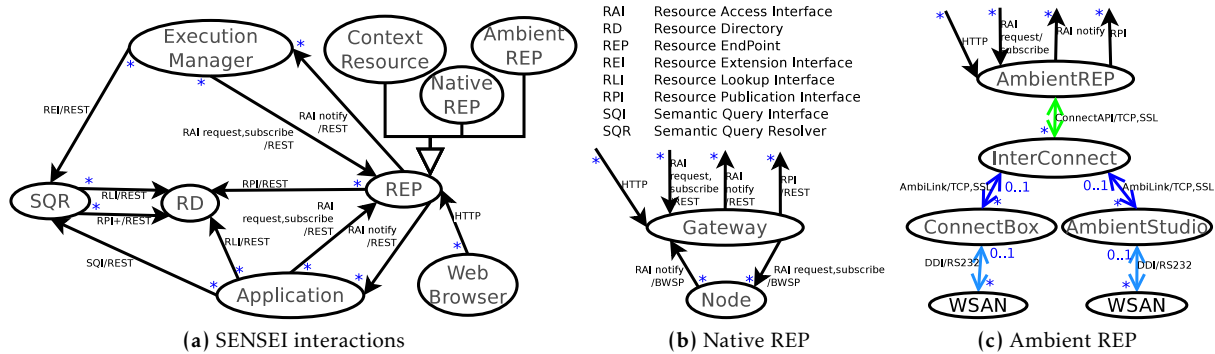 Execution
Manager
Context
Resource
Ambient
REP
Native
REP
REI/REST
RAI request,subscribe
/REST
RAI notify
/REST
SQR
RLI/REST
RPI+/REST
RD
RPI/REST
REP
RAI
request,subscribe
/REST
RAI notify
/REST
HTTP
RLI/REST
SQI/REST
Application
Web
Browser
* * * * * * * * * * *
(a) SENSEI interactions
RAI Resource Access Interface
RD Resource Directory
REP Resource EndPoint
REI Resource Extension Interface
RLI Resource Lookup Interface
RPI Resource Publication Interface
SQI Semantic Query Interface
SQR Semantic Query Resolver
* * * *
HTTP
RAI
request,
subscribe
/REST
RAI
notify
/REST
RPI
/REST
Gateway
RAI notify
/BWSP
RAI request,subscribe
/BWSP
* *
Node
(b) Native REP
* * * *
HTTP
RAI
request/
subscribe
RAI notify
RPI
AmbientREP
ConnectAPI/TCP,SSL
*
InterConnect
0..1 0..1
AmbiLink/TCP,SSL AmbiLink/TCP,SSL
* *
ConnectBox AmbientStudio
0..1 0..1
DDI/RS232 DDI/RS232
* *
WSAN WSAN
(c) Ambient REP